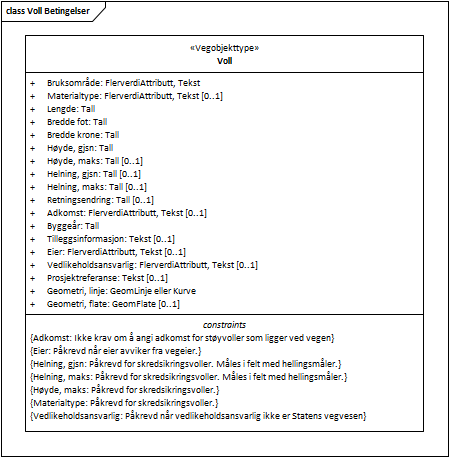 class Voll Betingelser
«Vegobjekttype»
Voll
+ Bruksområde: FlerverdiAttributt, Tekst
+ Materialtype: FlerverdiAttributt, Tekst [0..1]
+ Lengde: Tall
+ Bredde fot: Tall
+ Bredde krone: Tall
+ Høyde, gjsn: Tall
+ Høyde, maks: Tall [0..1]
+ Helning, gjsn: Tall [0..1]
+ Helning, maks: Tall [0..1]
+ Retningsendring: Tall [0..1]
+ Adkomst: FlerverdiAttributt, Tekst [0..1]
+ Byggeår: Tall
+ Tilleggsinformasjon: Tekst [0..1]
+ Eier: FlerverdiAttributt, Tekst [0..1]
+ Vedlikeholdsansvarlig: FlerverdiAttributt, Tekst [0..1]
+ Prosjektreferanse: Tekst [0..1]
+ Geometri, linje: GeomLinje eller Kurve
+ Geometri, flate: GeomFlate [0..1]
constraints
{Adkomst: Ikke krav om å angi adkomst for støyvoller som ligger ved vegen}
{Eier: Påkrevd når eier avviker fra vegeier.}
{Helning, gjsn: Påkrevd for skredsikringsvoller. Måles i felt med hellingsmåler.}
{Helning, maks: Påkrevd for skredsikringsvoller. Måles i felt med hellingsmåler.}
{Høyde, maks: Påkrevd for skredsikringsvoller.}
{Materialtype: Påkrevd for skredsikringsvoller.}
{Vedlikeholdsansvarlig: Påkrevd når vedlikeholdsansvarlig ikke er Statens vegvesen}